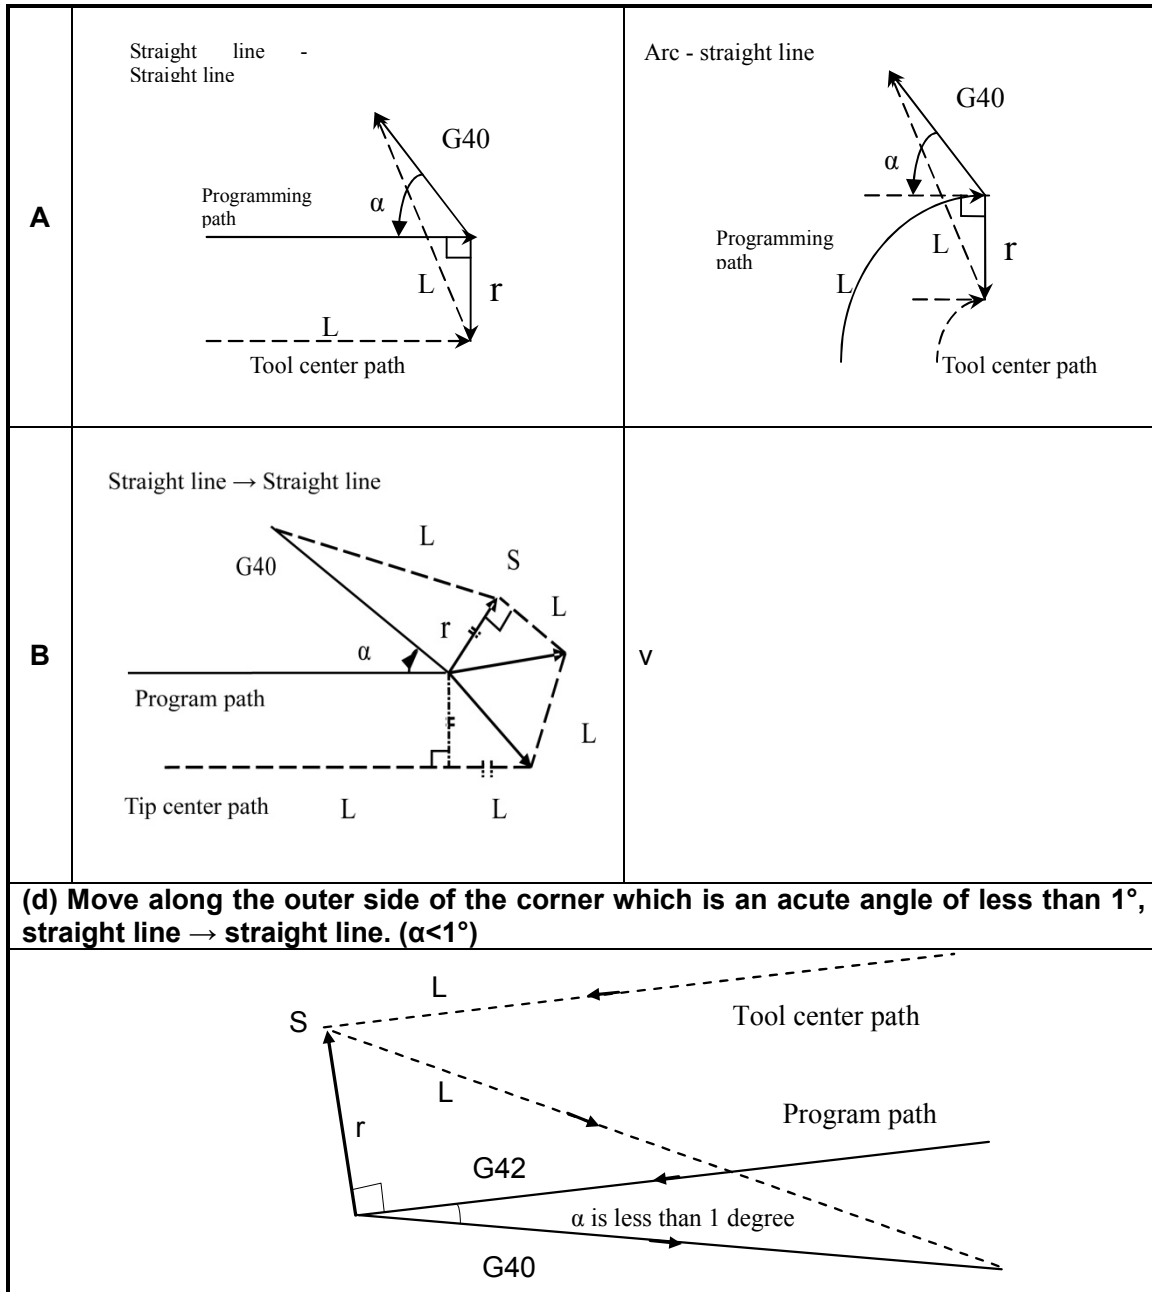 A
Straight line -
Straight line
G40
α
Programming
path
L
r
L
Tool center path
Arc - straight line
G40
α
Programming
path
L
L
r
Tool center path
B
Straight line → Straight line
L
S
G40
L
r
α
Program path
r
L
Tip center path
L
L
v
(d) Move along the outer side of the corner which is an acute angle of less than 1°,
straight line → straight line. (α<1°)
L
S
Tool center path
L
Program path
r
G42
α is less than 1 degree
G40